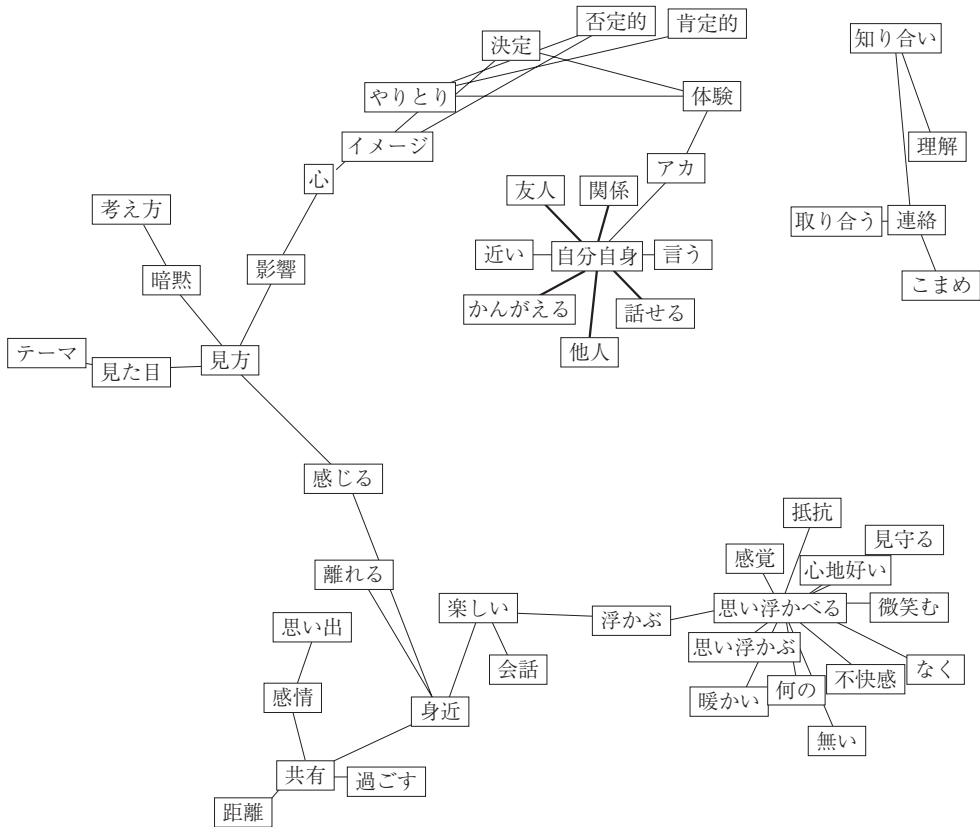 否定的
肯定的
決定
知り合い
やりとり
体験
イメージ
理解
アカ
心
友人
関係
考え方
取り合う
連絡
近い
自分自身
言う
影響
暗黙
こまめ
かんがえる
話せる
テーマ
見た目
見方
他人
感じる
抵抗
見守る
感覚
心地好い
離れる
楽しい
浮かぶ
思い浮かべる
微笑む
思い出
思い浮かぶ
会話
なく
不快感
感情
暖かい
何の
身近
無い
共有
過ごす
距離